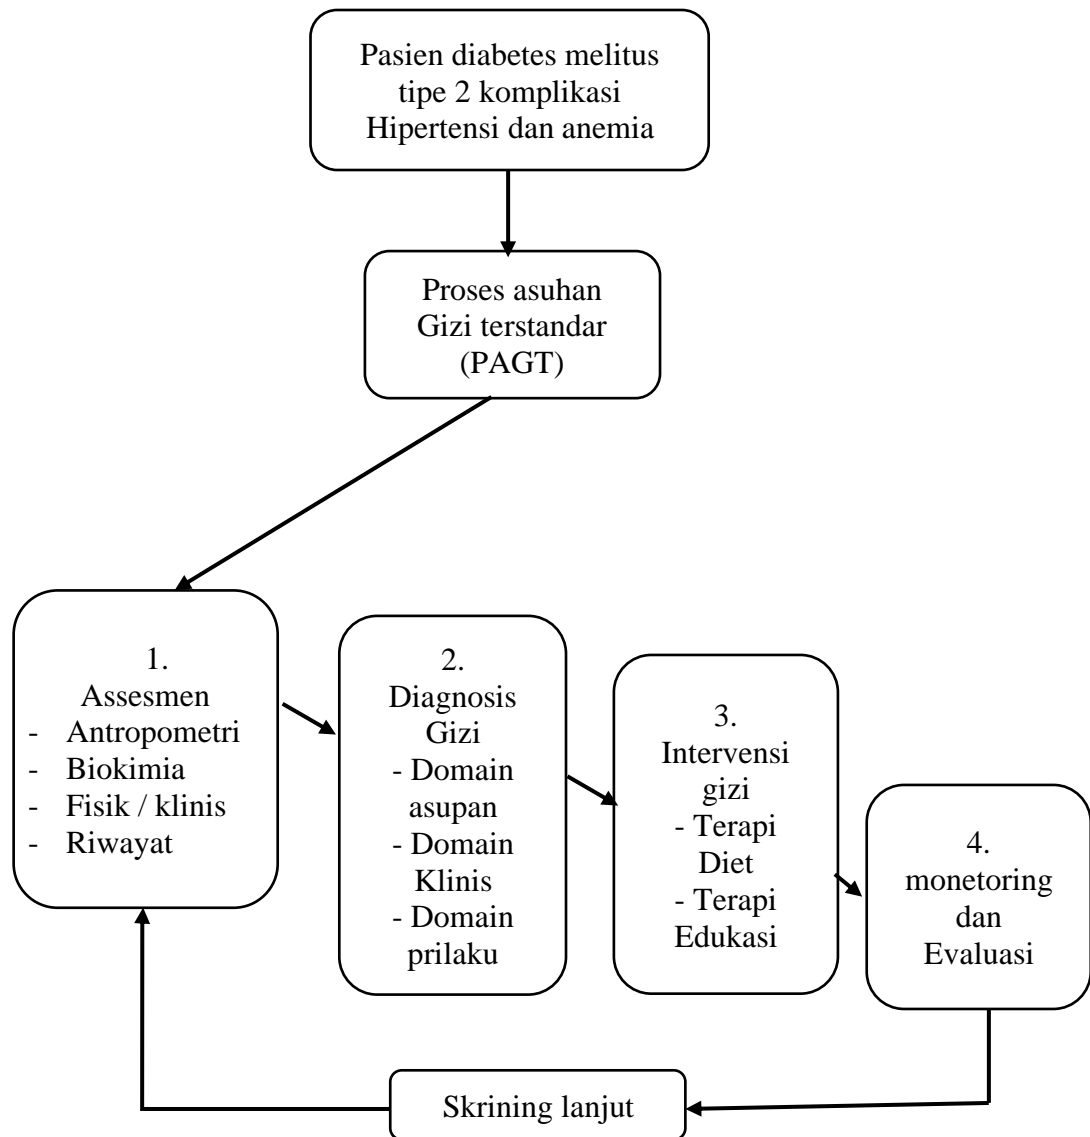 Pasien diabetes melitus
tipe 2 komplikasi
Hipertensi dan anemia
Proses asuhan
Gizi terstandar
(PAGT)
1.
Assesmen
- Antropometri
- Biokimia
- Fisik / klinis
- Riwayat
2.
Diagnosis
Gizi
- Domain
asupan
- Domain
Klinis
- Domain
prilaku
3.
Intervensi
gizi
- Terapi
Diet
- Terapi
Edukasi
4.
monetoring
dan
Evaluasi
Skrining lanjut